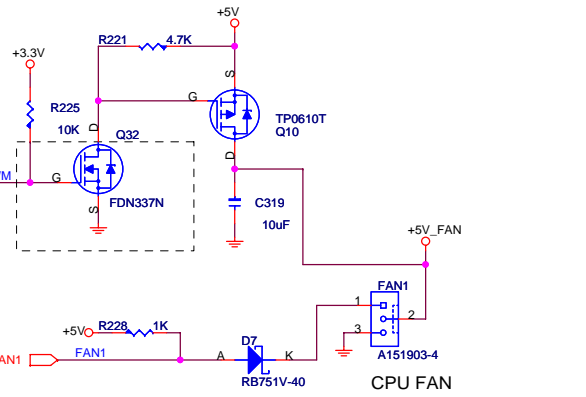 +5V
R221 4.7K
+3.3V
S
G
R225
TP0610T
Q10
10K
D
Q32
D
G
FDN337N
S
C319
10uF
+5V_FAN
FAN1
1
2
3
+5V
R228 1K
FAN1
AN1
D7
A
K
RB751V-40
A151903-4
CPU FAN